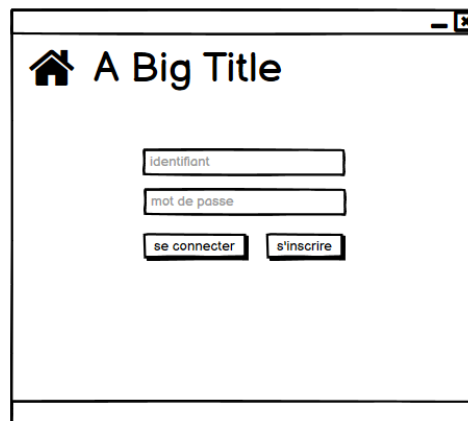 A Big Title
identifiant
mot de passe
se connecter s'inscrire